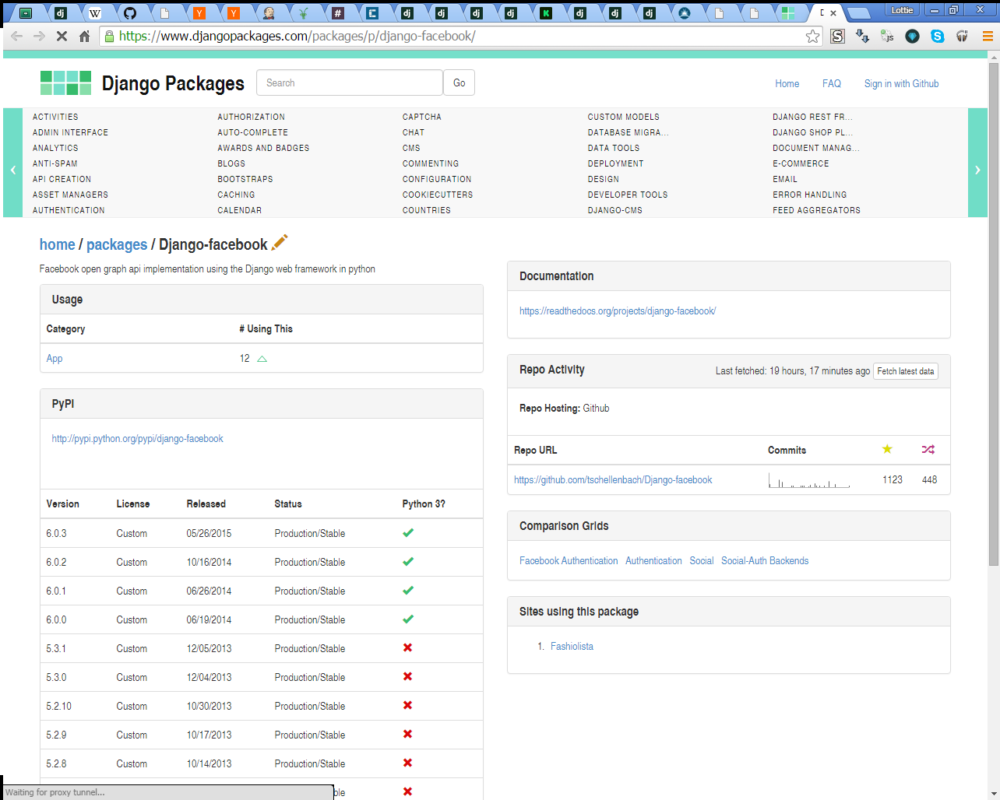 Lottie
https://www.djangopackages.com/packages/p/django-facebook/
Django Packages
Search
Go
Home
FAQ
Sign in with Github
ACTIVITIES
ADMIN INTERFACE
ANALYTICS
ANTI-SPAM
API CREATION
ASSET MANAGERS
AUTHENTICATION
AUTHORIZATION
AUTO-COMPLETE
AWARDS AND BADGES
BLOGS
BOOTSTRAPS
CACHING
CALENDAR
CAPTCHA
CHAT
CMS
COMMENTING
CONFIGURATION
COOKIECUTTERS
COUNTRIES
CUSTOM MODELS
DATABASE MIGRA...
DATA TOOLS
DEPLOYMENT
DESIGN
DEVELOPER TOOLS
DJANGO-CMS
DJANGO REST FR...
DJANGO SHOP PL...
DOCUMENT MANAG...
E-COMMERCE
EMAIL
ERROR HANDLING
FEED AGGREGATORS
home / packages / Django-facebook
Facebook open graph api implementation using the Django web framework in python
Usage
Category # Using This
App 12
PyPI
http://pypi.python.org/pypi/django-facebook
Version License Released Status Python 3?
6.0.3 Custom 05/26/2015 Production/Stable
6.0.2 Custom 10/16/2014 Production/Stable
6.0.1 Custom 06/26/2014 Production/Stable
6.0.0 Custom 06/19/2014 Production/Stable
5.3.1 Custom 12/05/2013 Production/Stable
5.3.0 Custom 12/04/2013 Production/Stable
5.2.10 Custom 10/30/2013 Production/Stable
5.2.9 Custom 10/17/2013 Production/Stable
5.2.8 Custom 10/14/2013 Production/Stable
Waiting for proxy tunnel...
Documentation
https://readthedocs.org/projects/django-facebook/
Repo Activity
Last fetched: 19 hours, 17 minutes ago
Fetch latest data
Repo Hosting: Github
Repo URL Commits
https://github.com/tschellenbach/Django-facebook 1123 448
Comparison Grids
Facebook Authentication Authentication Social Social-Auth Backends
Sites using this package
1. Fashiolista